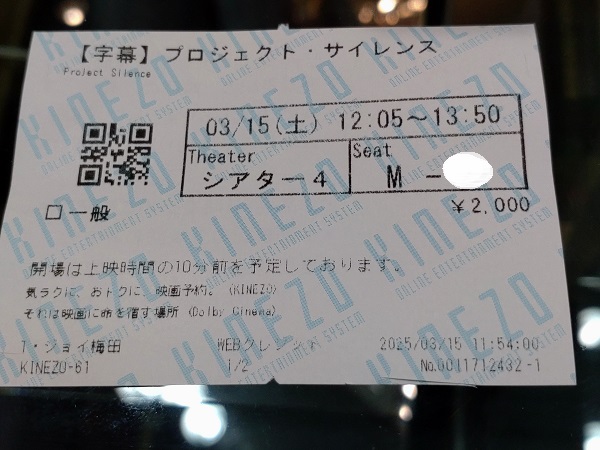 【字幕】プロジェクト・サイレンス
Project Silence
03/15(土) 12:05～13:50
Theater
シアター4
Seat
M -
□一般
¥2,000
開場は上映時間の10分前を予定しております。
気ラクに、おトクに、映画予約。(KINEZO)
それは映画に命を宿す場所 (Dolby Cinema)
T・ジョイ梅田 WEBクレジット 2025/03/15 11:54:00
KINEZO-61 1/2 No.0011712432-1
KINEZO
ONLINE ENTERTAINMENT SYSTEM